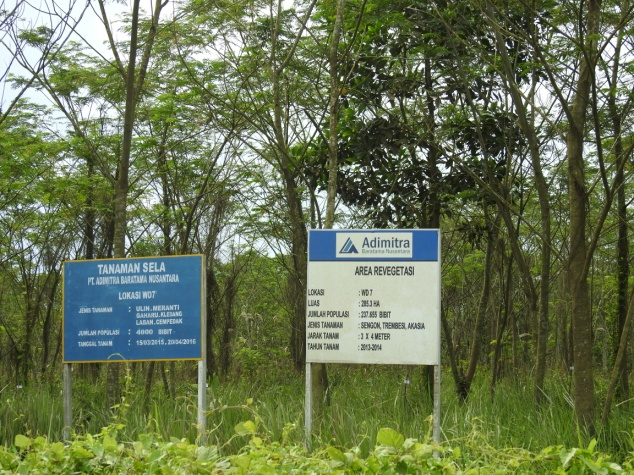 TANAMAN SELA
PT. ADIMITRA BARATAMA NUSANTARA
LOKASI WD7
JENIS TANAMAN : ULIN, MERANTI
GAHARU, KLEIANG
LABAN, CEMPEDAK
JUMLAH POPULASI : 4000 BIBIT
TANGGAL TANAM : 15/03/2015, 20/04/2016
Adimitra
Baratama Nusantara
AREA REVEGETASI
LOKASI : WD 7
LUAS : 285.3 HA
JUMLAH POPULASI : 237.655 BIBIT
JENIS TANAMAN : SENGON, TREMBESI, AKASIA
JARAK TANAM : 3 X 4 METER
TAHUN TANAM : 2013-2014